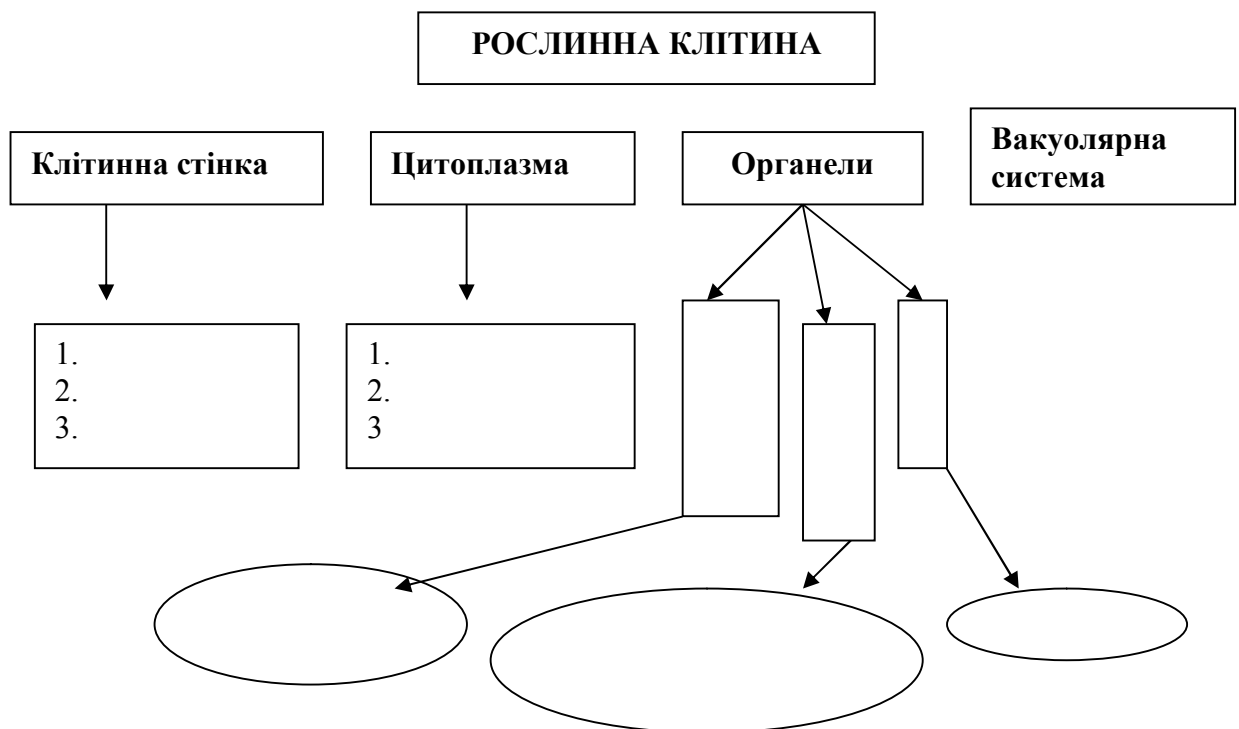 РОСЛИННА КЛІТИНА
Клітинна стінка
Цитоплазма
Органели
Вакуолярна
система
1.
2.
3.
1.
2.
3